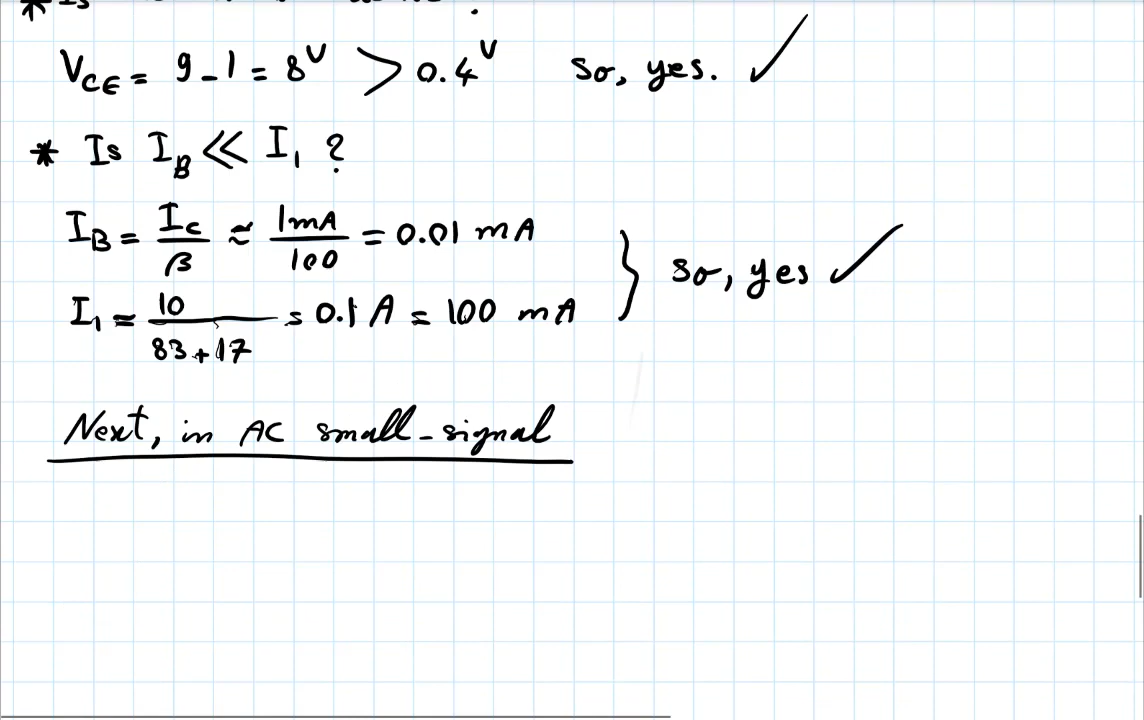 * Is
V_CE = 9 - 1 = 8^V > 0.4^V so, yes. ✓
* Is I_B << I_1 ?
I_B = I_C / β ≈ 1mA / 100 = 0.01 mA
I_1 = 10 / 83+17 = 0.1 A = 100 mA } so, yes ✓
Next, in AC small-signal